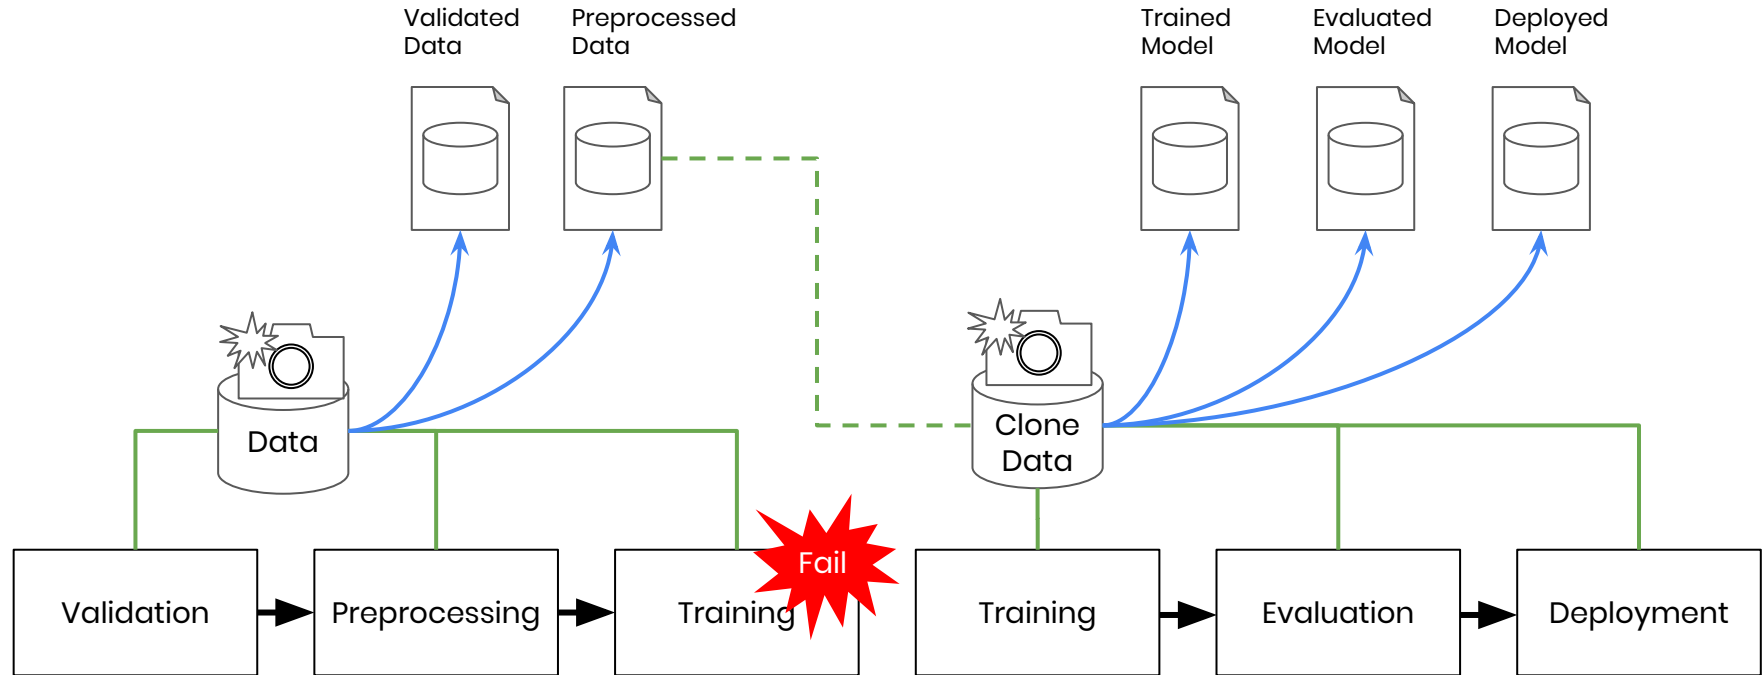 Validated
Data
Preprocessed
Data
Trained
Model
Evaluated
Model
Deployed
Model
Data
Clone
Data
Fail
Validation
Preprocessing
Training
Training
Evaluation
Deployment